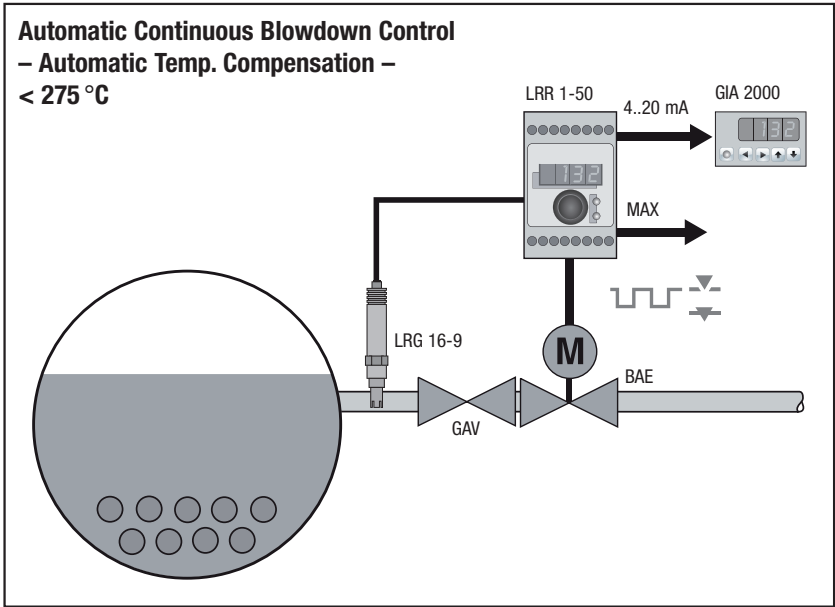 Automatic Continuous Blowdown Control
– Automatic Temp. Compensation –
< 275 °C
LRR 1-50
4..20 mA
GIA 2000
132
132
MAX
LRG 16-9
M
BAE
GAV